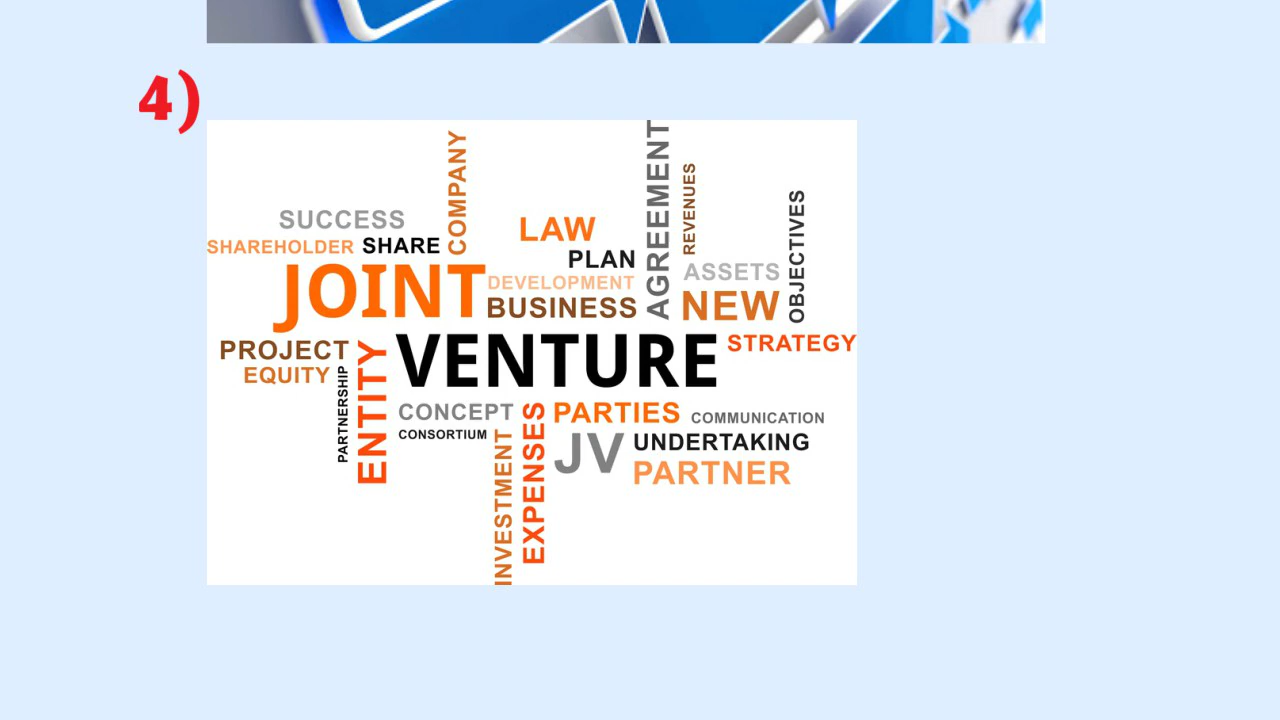 4)
COMPANY
AGREEMENT
REVENUES
OBJECTIVES
SUCCESS
LAW
SHAREHOLDER SHARE
PLAN
ASSETS
JOINT
DEVELOPMENT
BUSINESS
NEW
PROJECT
VENTURE
STRATEGY
EQUITY
PARTNERSHIP
ENTITY
CONCEPT
PARTIES
COMMUNICATION
CONSORTIUM
INVESTMENT
EXPENSES
JV
UNDERTAKING
PARTNER